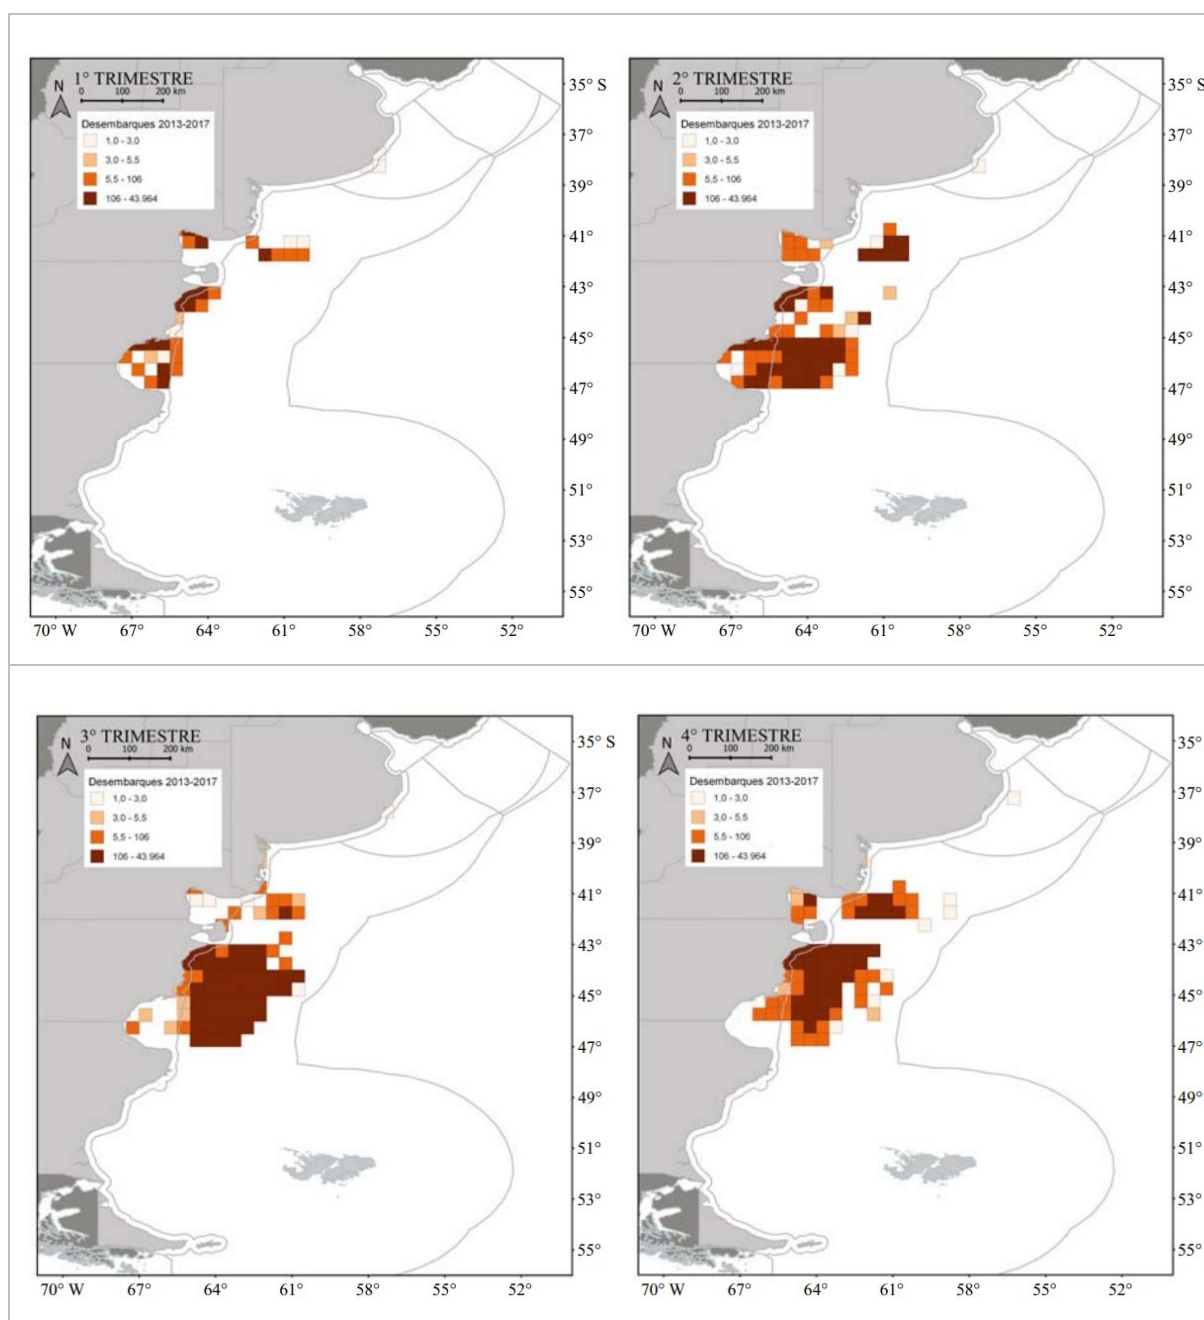 1° TRIMESTRE
N
0 100 200 km
Desembarques 2013-2017
1,0 - 3,0
3,0 - 5,5
5,5 - 106
106 - 43.964
35° S
37°
39°
41°
43°
45°
47°
49°
51°
53°
55°
70° W 67° 64° 61° 58° 55° 52°
2° TRIMESTRE
N
0 100 200 km
Desembarques 2013-2017
1,0 - 3,0
3,0 - 5,5
5,5 - 106
106 - 43.964
35° S
37°
39°
41°
43°
45°
47°
49°
51°
53°
55°
70° W 67° 64° 61° 58° 55° 52°
3° TRIMESTRE
N
0 100 200 km
Desembarques 2013-2017
1,0 - 3,0
3,0 - 5,5
5,5 - 106
106 - 43.964
35° S
37°
39°
41°
43°
45°
47°
49°
51°
53°
55°
70° W 67° 64° 61° 58° 55° 52°
4° TRIMESTRE
N
0 100 200 km
Desembarques 2013-2017
1,0 - 3,0
3,0 - 5,5
5,5 - 106
106 - 43.964
35°
37°
39°
41°
43°
45°
47°
49°
51°
53°
55°
70° W 67° 64° 61° 58° 55° 52°